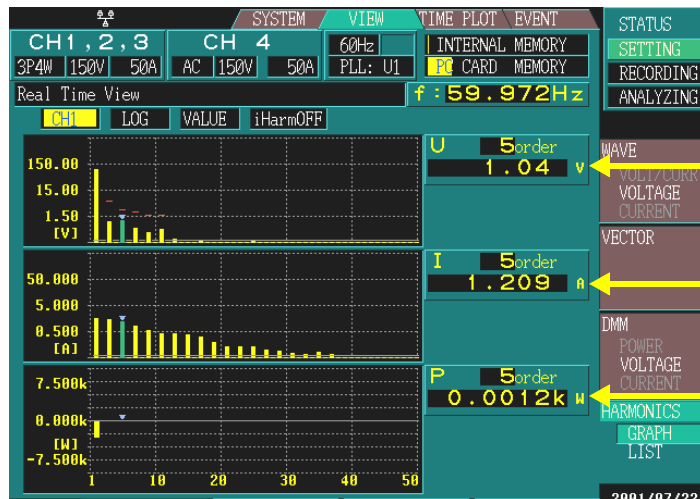 SYSTEM VIEW TIME PLOT EVENT STATUS
CH1,2,3 CH 4 60Hz INTERNAL MEMORY SETTING
3P4W 150V 50A AC 150V 50A PLL: U1 PC CARD MEMORY RECORDING
Real Time View f:59.972Hz ANALYZING
CH1 LOG VALUE iHarmOFF
U 5order
150.00 1.04 V
15.00
1.50
[V]
I 5order
50.000 1.209 A
5.000
0.500
[A]
P 5order
7.500k 0.0012k W
0.000k
[W]
-7.500k
1 10 20 30 40 50
WAVE
VOLT/CURR
VOLTAGE
CURRENT
VECTOR
DMM
POWER
VOLTAGE
CURRENT
HARMONICS
GRAPH
LIST